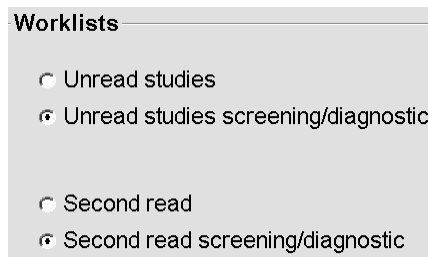 Worklists
Unread studies
Unread studies screening/diagnostic
Second read
Second read screening/diagnostic